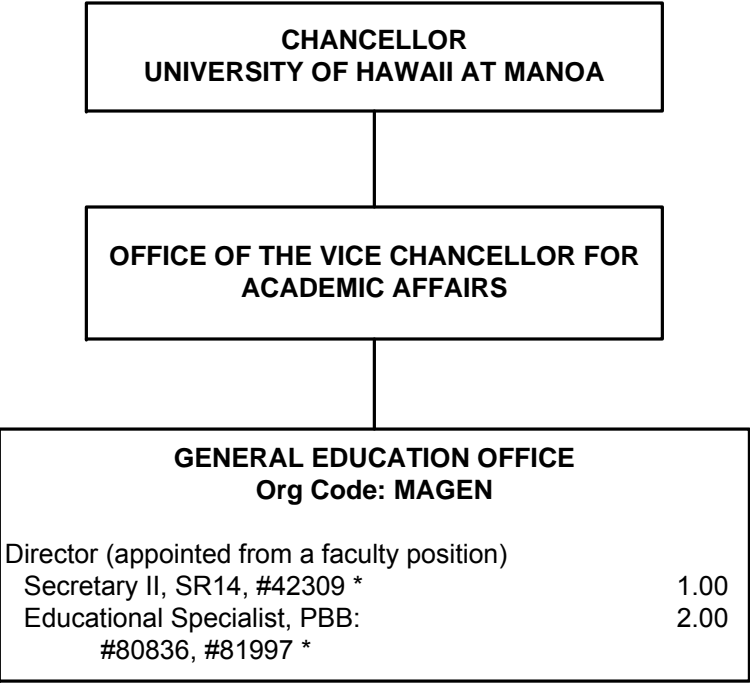 CHANCELLOR
UNIVERSITY OF HAWAII AT MANOA
OFFICE OF THE VICE CHANCELLOR FOR
ACADEMIC AFFAIRS
GENERAL EDUCATION OFFICE
Org Code: MAGEN
Director (appointed from a faculty position)
Secretary II, SR14, #42309 * 1.00
Educational Specialist, PBB: 2.00
#80836, #81997 *